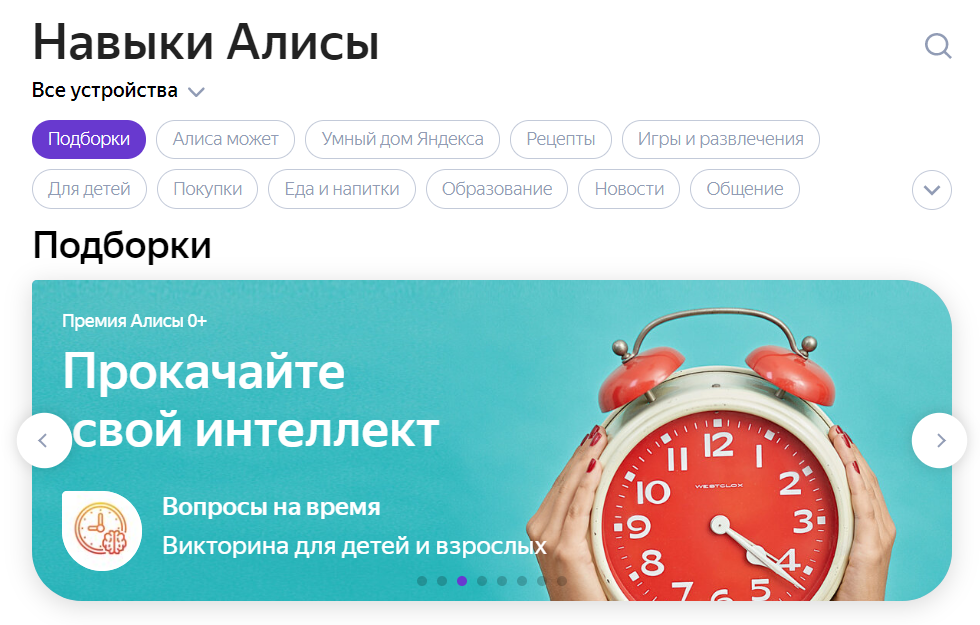 Навыки Алисы
Все устройства
Подборки Алиса может Умный дом Яндекса Рецепты Игры и развлечения
Для детей Покупки Еда и напитки Образование Новости Общение
Подборки
Премия Алисы 0+
Прокачайте
свой интеллект
Вопросы на время
Викторина для детей и взрослых
12
11 1
10 2
WESTCLOX
9 3
8 4
7 6 5